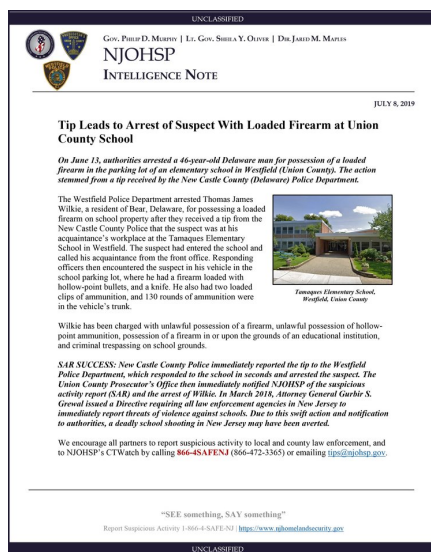 UNCLASSIFIED
GOV. PHILIP D. MURPHY | LT. GOV. SHEILA Y. OLIVER | DIR. JARED M. MAPLES
NJOHSP
INTELLIGENCE NOTE
JULY 8, 2019
Tip Leads to Arrest of Suspect With Loaded Firearm at Union
County School
On June 13, authorities arrested a 46-year-old Delaware man for possession of a loaded
firearm in the parking lot of an elementary school in Westfield (Union County). The action
stemmed from a tip received by the New Castle County (Delaware) Police Department.
The Westfield Police Department arrested Thomas James
Wilkie, a resident of Bear, Delaware, for possessing a loaded
firearm on school property after they received a tip from the
New Castle County Police that the suspect was at his
acquaintance's workplace at the Tamaques Elementary
School in Westfield. The suspect had entered the school and
called his acquaintance from the front office. Responding
officers then encountered the suspect in his vehicle in the
school parking lot, where he had a firearm loaded with
hollow-point bullets, and a knife. He also had two loaded
clips of ammunition, and 130 rounds of ammunition were
in the vehicle's trunk.
Tamaques Elementary School,
Westfield, Union County
Wilkie has been charged with unlawful possession of a firearm, unlawful possession of hollow-
point ammunition, possession of a firearm in or upon the grounds of an educational institution,
and criminal trespassing on school grounds.
SAR SUCCESS: New Castle County Police immediately reported the tip to the Westfield
Police Department, which responded to the school in seconds and arrested the suspect. The
Union County Prosecutor's Office then immediately notified NJOHSP of the suspicious
activity report (SAR) and the arrest of Wilkie. In March 2018, Attorney General Gurbir S.
Grewal issued a Directive requiring all law enforcement agencies in New Jersey to
immediately report threats of violence against schools. Due to this swift action and notification
to authorities, a deadly school shooting in New Jersey may have been averted.
We encourage all partners to report suspicious activity to local and county law enforcement, and
to NJOHSP's CTWatch by calling 866-4SAFENJ (866-472-3365) or emailing tips@njohsp.gov.
"SEE something, SAY something"
Report Suspicious Activity 1-866-4-SAFE-NJ | https://www.njhomelandsecurity.gov
UNCLASSIFIED